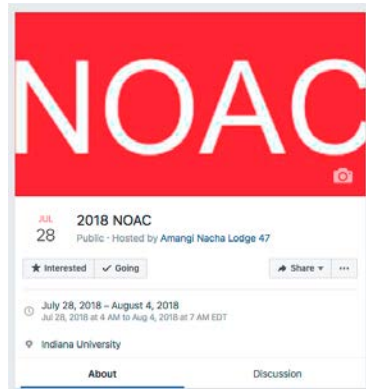 NOAC
JUL
28
2018 NOAC
Public · Hosted by Amangi Nacha Lodge 47
★ Interested ✓ Going Share ▾ ···
July 28, 2018 – August 4, 2018
Jul 28, 2018 at 4 AM to Aug 4, 2018 at 7 AM EDT
Indiana University
About Discussion